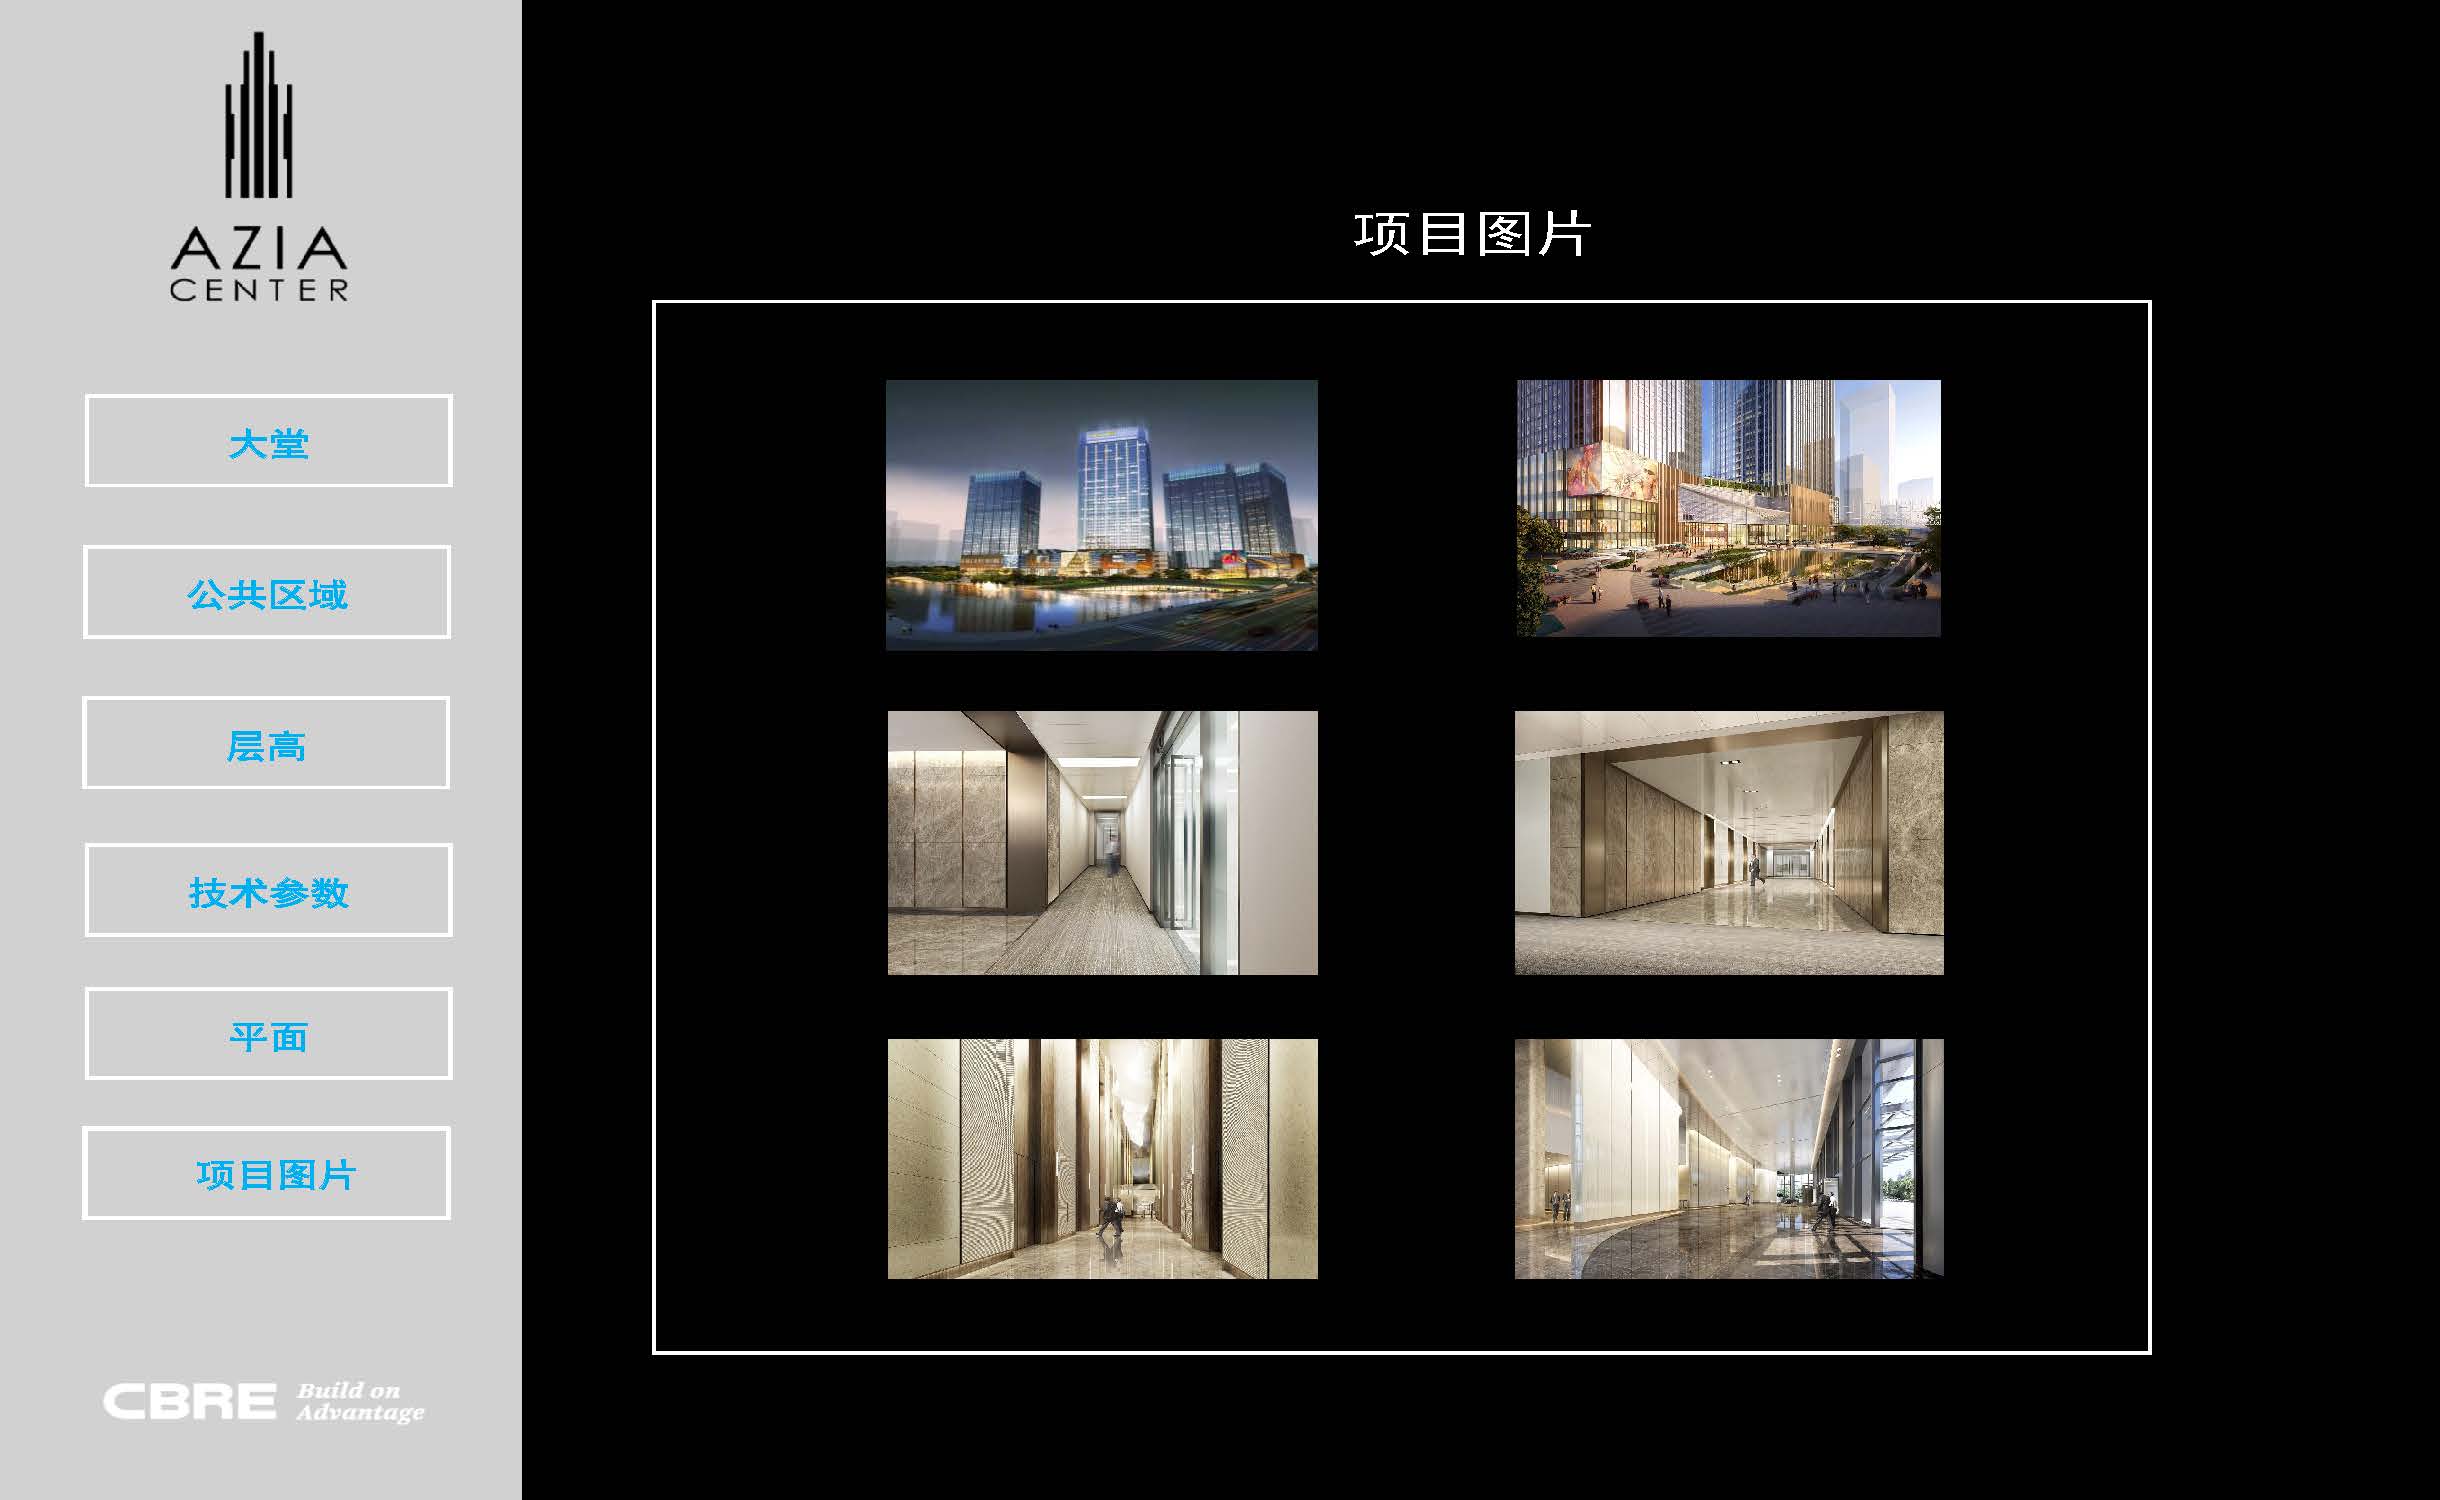 AZIA
CENTER
大堂
公共区域
层高
技术参数
平面
项目图片
CBRE Build on
Advantage
项目图片